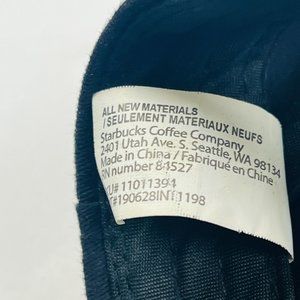 ALL NEW MATERIALS
/ SEULEMENT MATERIAUX NEUFS
Starbucks Coffee Company
2401 Utah Ave. S. Seattle, WA 98134
Made in China / Fabriqué en Chine
RN number 84527
KU# 11011394
T#190628INT1198